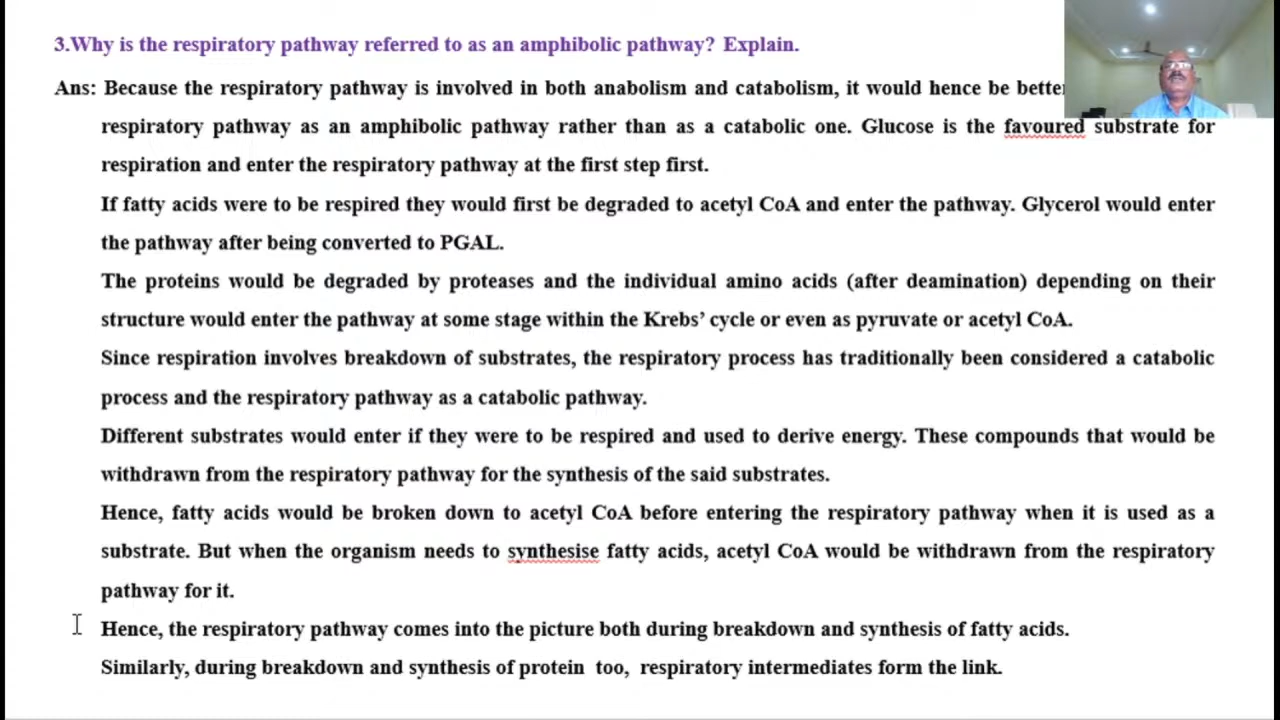 3.Why is the respiratory pathway referred to as an amphibolic pathway? Explain.
Ans: Because the respiratory pathway is involved in both anabolism and catabolism, it would hence be
respiratory pathway as an amphibolic pathway rather than as a catabolic one. Glucose is the favoured substrate for
respiration and enter the respiratory pathway at the first step first.
If fatty acids were to be respired they would first be degraded to acetyl CoA and enter the pathway. Glycerol would enter
the pathway after being converted to PGAL.
The proteins would be degraded by proteases and the individual amino acids (after deamination) depending on their
structure would enter the pathway at some stage within the Krebs’ cycle or even as pyruvate or acetyl CoA.
Since respiration involves breakdown of substrates, the respiratory process has traditionally been considered a catabolic
process and the respiratory pathway as a catabolic pathway.
Different substrates would enter if they were to be respired and used to derive energy. These compounds that would be
withdrawn from the respiratory pathway for the synthesis of the said substrates.
Hence, fatty acids would be broken down to acetyl CoA before entering the respiratory pathway when it is used as a
substrate. But when the organism needs to synthesise fatty acids, acetyl CoA would be withdrawn from the respiratory
pathway for it.
Hence, the respiratory pathway comes into the picture both during breakdown and synthesis of fatty acids.
Similarly, during breakdown and synthesis of protein too, respiratory intermediates form the link.